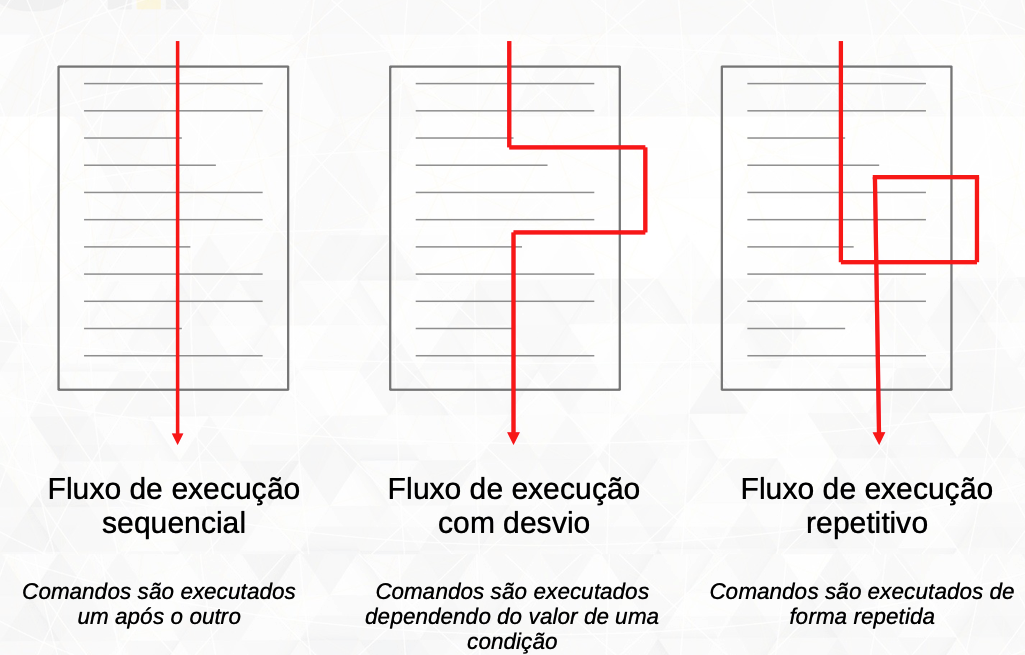 Fluxo de execução
sequencial
Comandos são executados
um após o outro
Fluxo de execução
com desvio
Comandos são executados
dependendo do valor de uma
condição
Fluxo de execução
repetitivo
Comandos são executados de
forma repetida